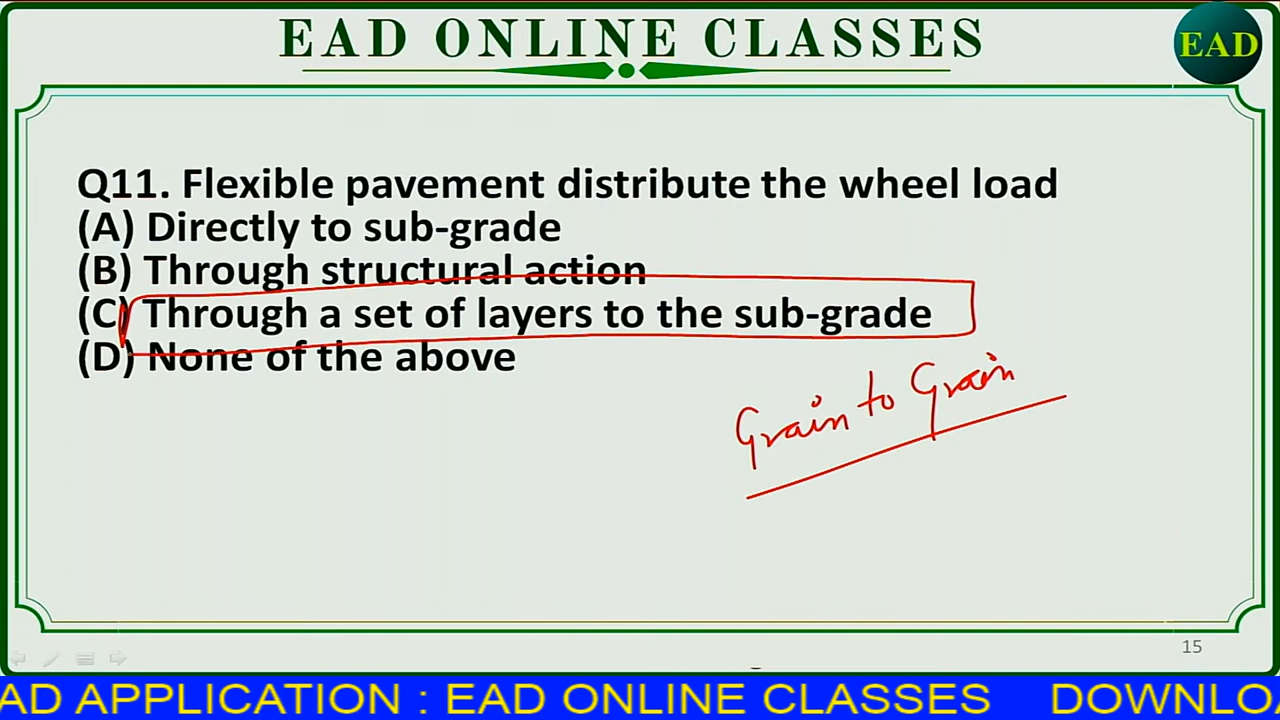 EAD ONLINE CLASSES
EAD
Q11. Flexible pavement distribute the wheel load
(A) Directly to sub-grade
(B) Through structural action
(C) Through a set of layers to the sub-grade
(D) None of the above
Grain to Grain
15
AD APPLICATION : EAD ONLINE CLASSES DOWNLOA